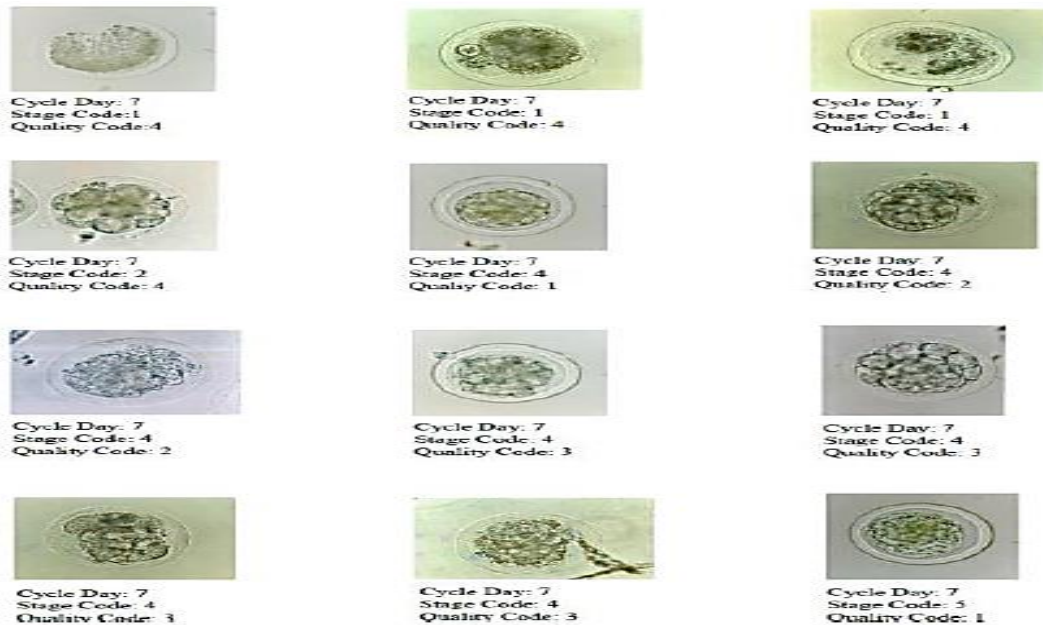 Cycle Day: 7
Stage Code:1
Quality Code:4
Cycle Day: 7
Stage Code: 1
Quality Code: 4
Cycle Day: 7
Stage Code: 1
Quality Code: 4
Cycle Day: 7
Stage Code: 2
Quality Code: 4
Cycle Day: 7
Stage Code: 4
Qualiy Code: 1
Cycle Day: 7
Stage Code: 4
Quality Code: 2
Cycle Day: 7
Stage Code: 4
Quality Code: 2
Cycle Day: 7
Stage Code: 4
Quality Code: 3
Cycle Day: 7
Stage Code: 4
Quality Code: 3
Cycle Day: 7
Stage Code: 4
Quality Code: 3
Cycle Day: 7
Stage Code: 4
Quality Code: 3
Cycle Day: 7
Stage Code: 5
Quality Code: 1